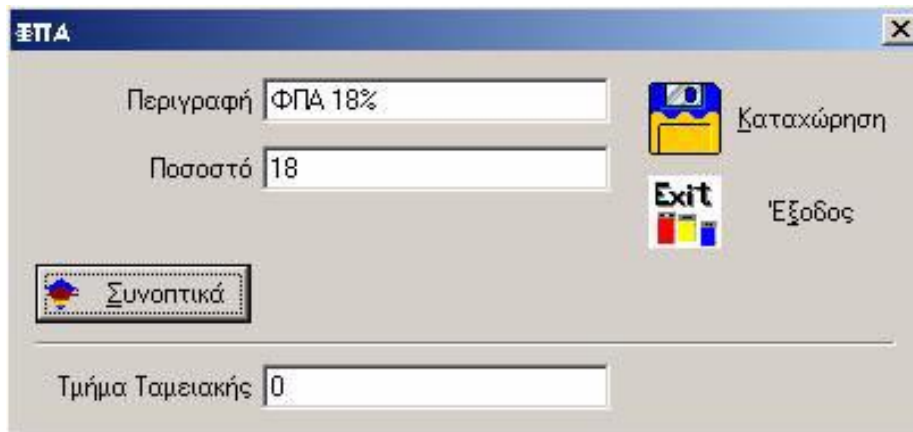 ΦΠΑ
Περιγραφή ΦΠΑ 18%
Καταχώρηση
Ποσοστό 18
Exit
Έξοδος
Συνοπτικά
Τμήμα Ταμειακής 0